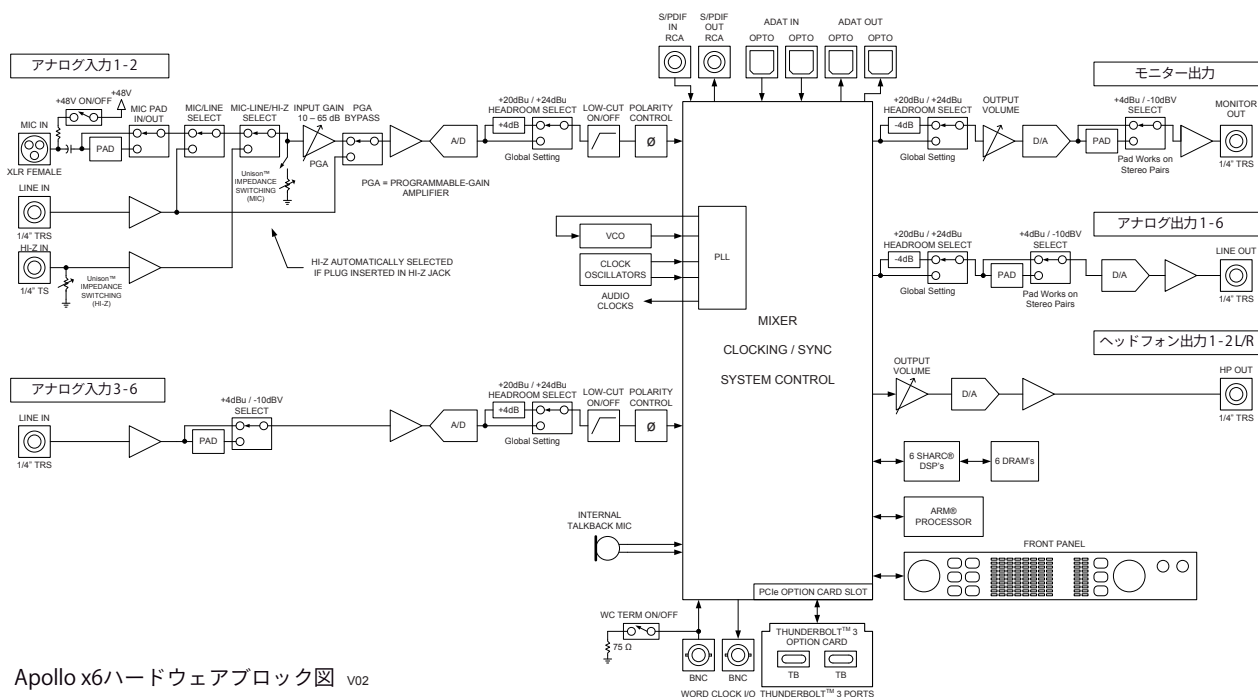 S/PDIF
IN
RCA
S/PDIF
OUT
RCA
ADAT IN
OPTO
OPTO
ADAT OUT
OPTO
OPTO
アナログ入力1-2
+48V
+48V ON/OFF
MIC IN
XLR FEMALE
PAD
MIC PAD
IN/OUT
MIC/LINE
SELECT
MIC-LINE/HI-Z
SELECT
INPUT GAIN
10 – 65 dB
PGA
PGA
BYPASS
Unison™
IMPEDANCE
SWITCHING
(MIC)
PGA = PROGRAMMABLE-GAIN
AMPLIFIER
A/D
+20dBu / +24dBu
HEADROOM SELECT
+4dB
Global Setting
LOW-CUT
ON/OFF
POLARITY
CONTROL
Ø
LINE IN
1/4" TRS
HI-Z IN
1/4" TS
Unison™
IMPEDANCE
SWITCHING
(HI-Z)
HI-Z AUTOMATICALLY SELECTED
IF PLUG INSERTED IN HI-Z JACK
モニター出力
+20dBu / +24dBu
HEADROOM SELECT
-4dB
Global Setting
OUTPUT
VOLUME
D/A
PAD
+4dBu / -10dBV
SELECT
Pad Works on
Stereo Pairs
MONITOR
OUT
1/4" TRS
VCO
CLOCK
OSCILLATORS
AUDIO
CLOCKS
PLL
MIXER
CLOCKING / SYNC
SYSTEM CONTROL
アナログ出力1-6
+20dBu / +24dBu
HEADROOM SELECT
-4dB
Global Setting
+4dBu / -10dBV
SELECT
PAD
Pad Works on
Stereo Pairs
D/A
LINE OUT
1/4" TRS
ヘッドフォン出力1-2 L/R
OUTPUT
VOLUME
D/A
HP OUT
1/4" TRS
アナログ入力3-6
LINE IN
1/4" TRS
+4dBu / -10dBV
SELECT
PAD
A/D
+20dBu / +24dBu
HEADROOM SELECT
+4dB
Global Setting
LOW-CUT
ON/OFF
POLARITY
CONTROL
Ø
6 SHARC®
DSP's
6 DRAM's
ARM®
PROCESSOR
FRONT PANEL
INTERNAL
TALKBACK MIC
PCIe OPTION CARD SLOT
WC TERM ON/OFF
75 Ω
BNC
BNC
WORD CLOCK I/O
THUNDERBOLT™ 3
OPTION CARD
TB
TB
THUNDERBOLT™ 3 PORTS
Apollo x6ハードウェアブロック図 V02